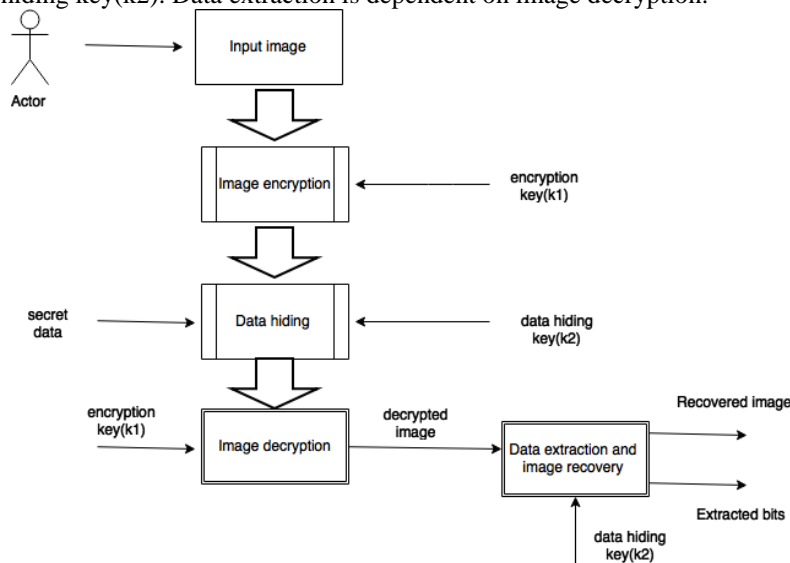 hiding key(k2). Data extraction is dependent on image decryption.
Input image
Actor
Image encryption
encryption
key(k1)
secret
data
Data hiding
data hiding
key(k2)
encryption
key(k1)
Image decryption
decrypted
image
Data extraction and
image recovery
Recovered image
Extracted bits
data hiding
key(k2)